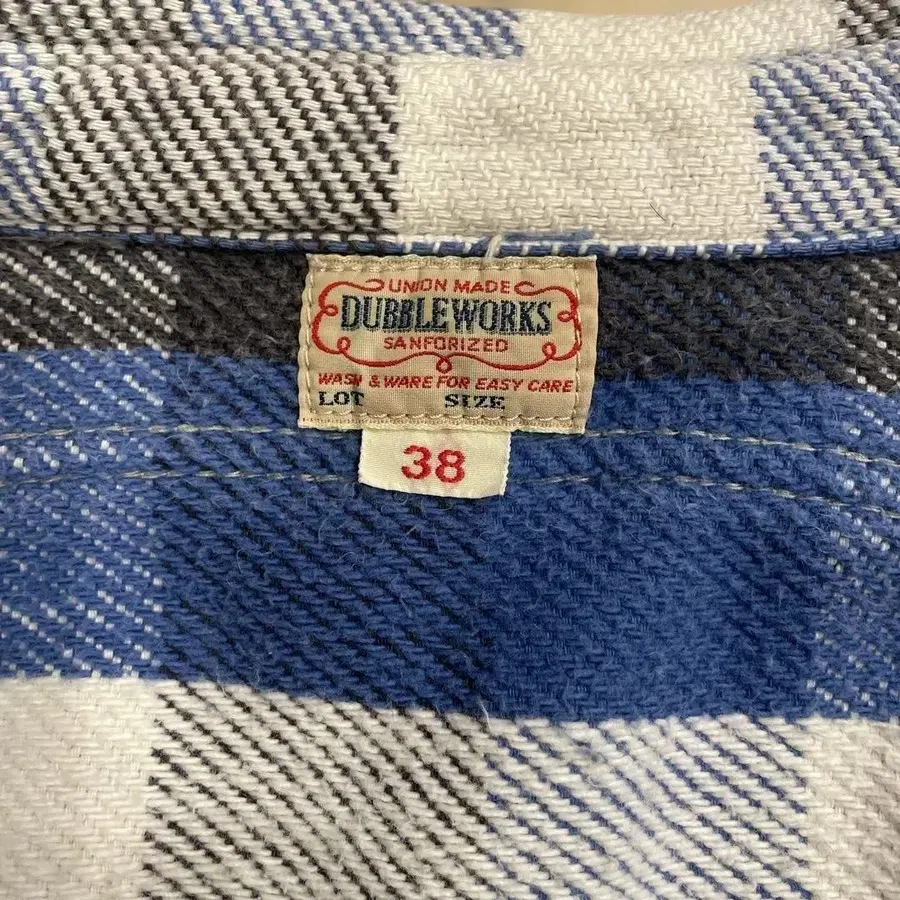 UNION MADE
DUBBLEWORKS
SANFORIZED
WASH & WARE FOR EASY CARE
LOT SIZE
38